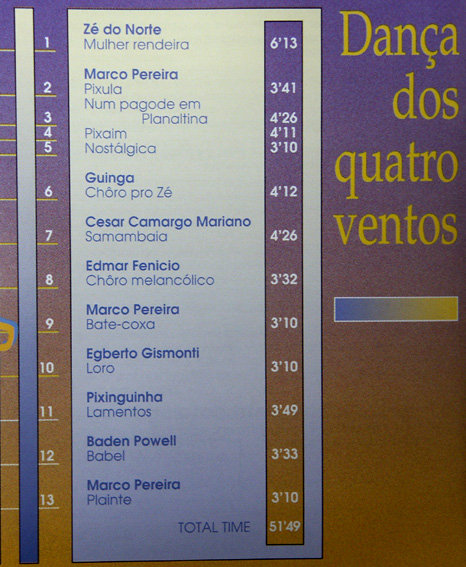 Zé do Norte
1 Mulher rendeira 6'13
Marco Pereira
2 Pixula 3'41
Num pagode em
3 Planaltina 4'26
4 Pixaim 4'11
5 Nostálgica 3'10
Guinga
6 Chôro pro Zé 4'12
Cesar Camargo Mariano
7 Samambaia 4'26
Edmar Fenicio
8 Chôro melancólico 3'32
Marco Pereira
9 Bate-coxa 3'10
Egberto Gismonti
10 Loro 3'10
Pixinguinha
11 Lamentos 3'49
Baden Powell
12 Babel 3'33
Marco Pereira
13 Plainte 3'10
TOTAL TIME 51'49
Dança
dos
quatro
ventos